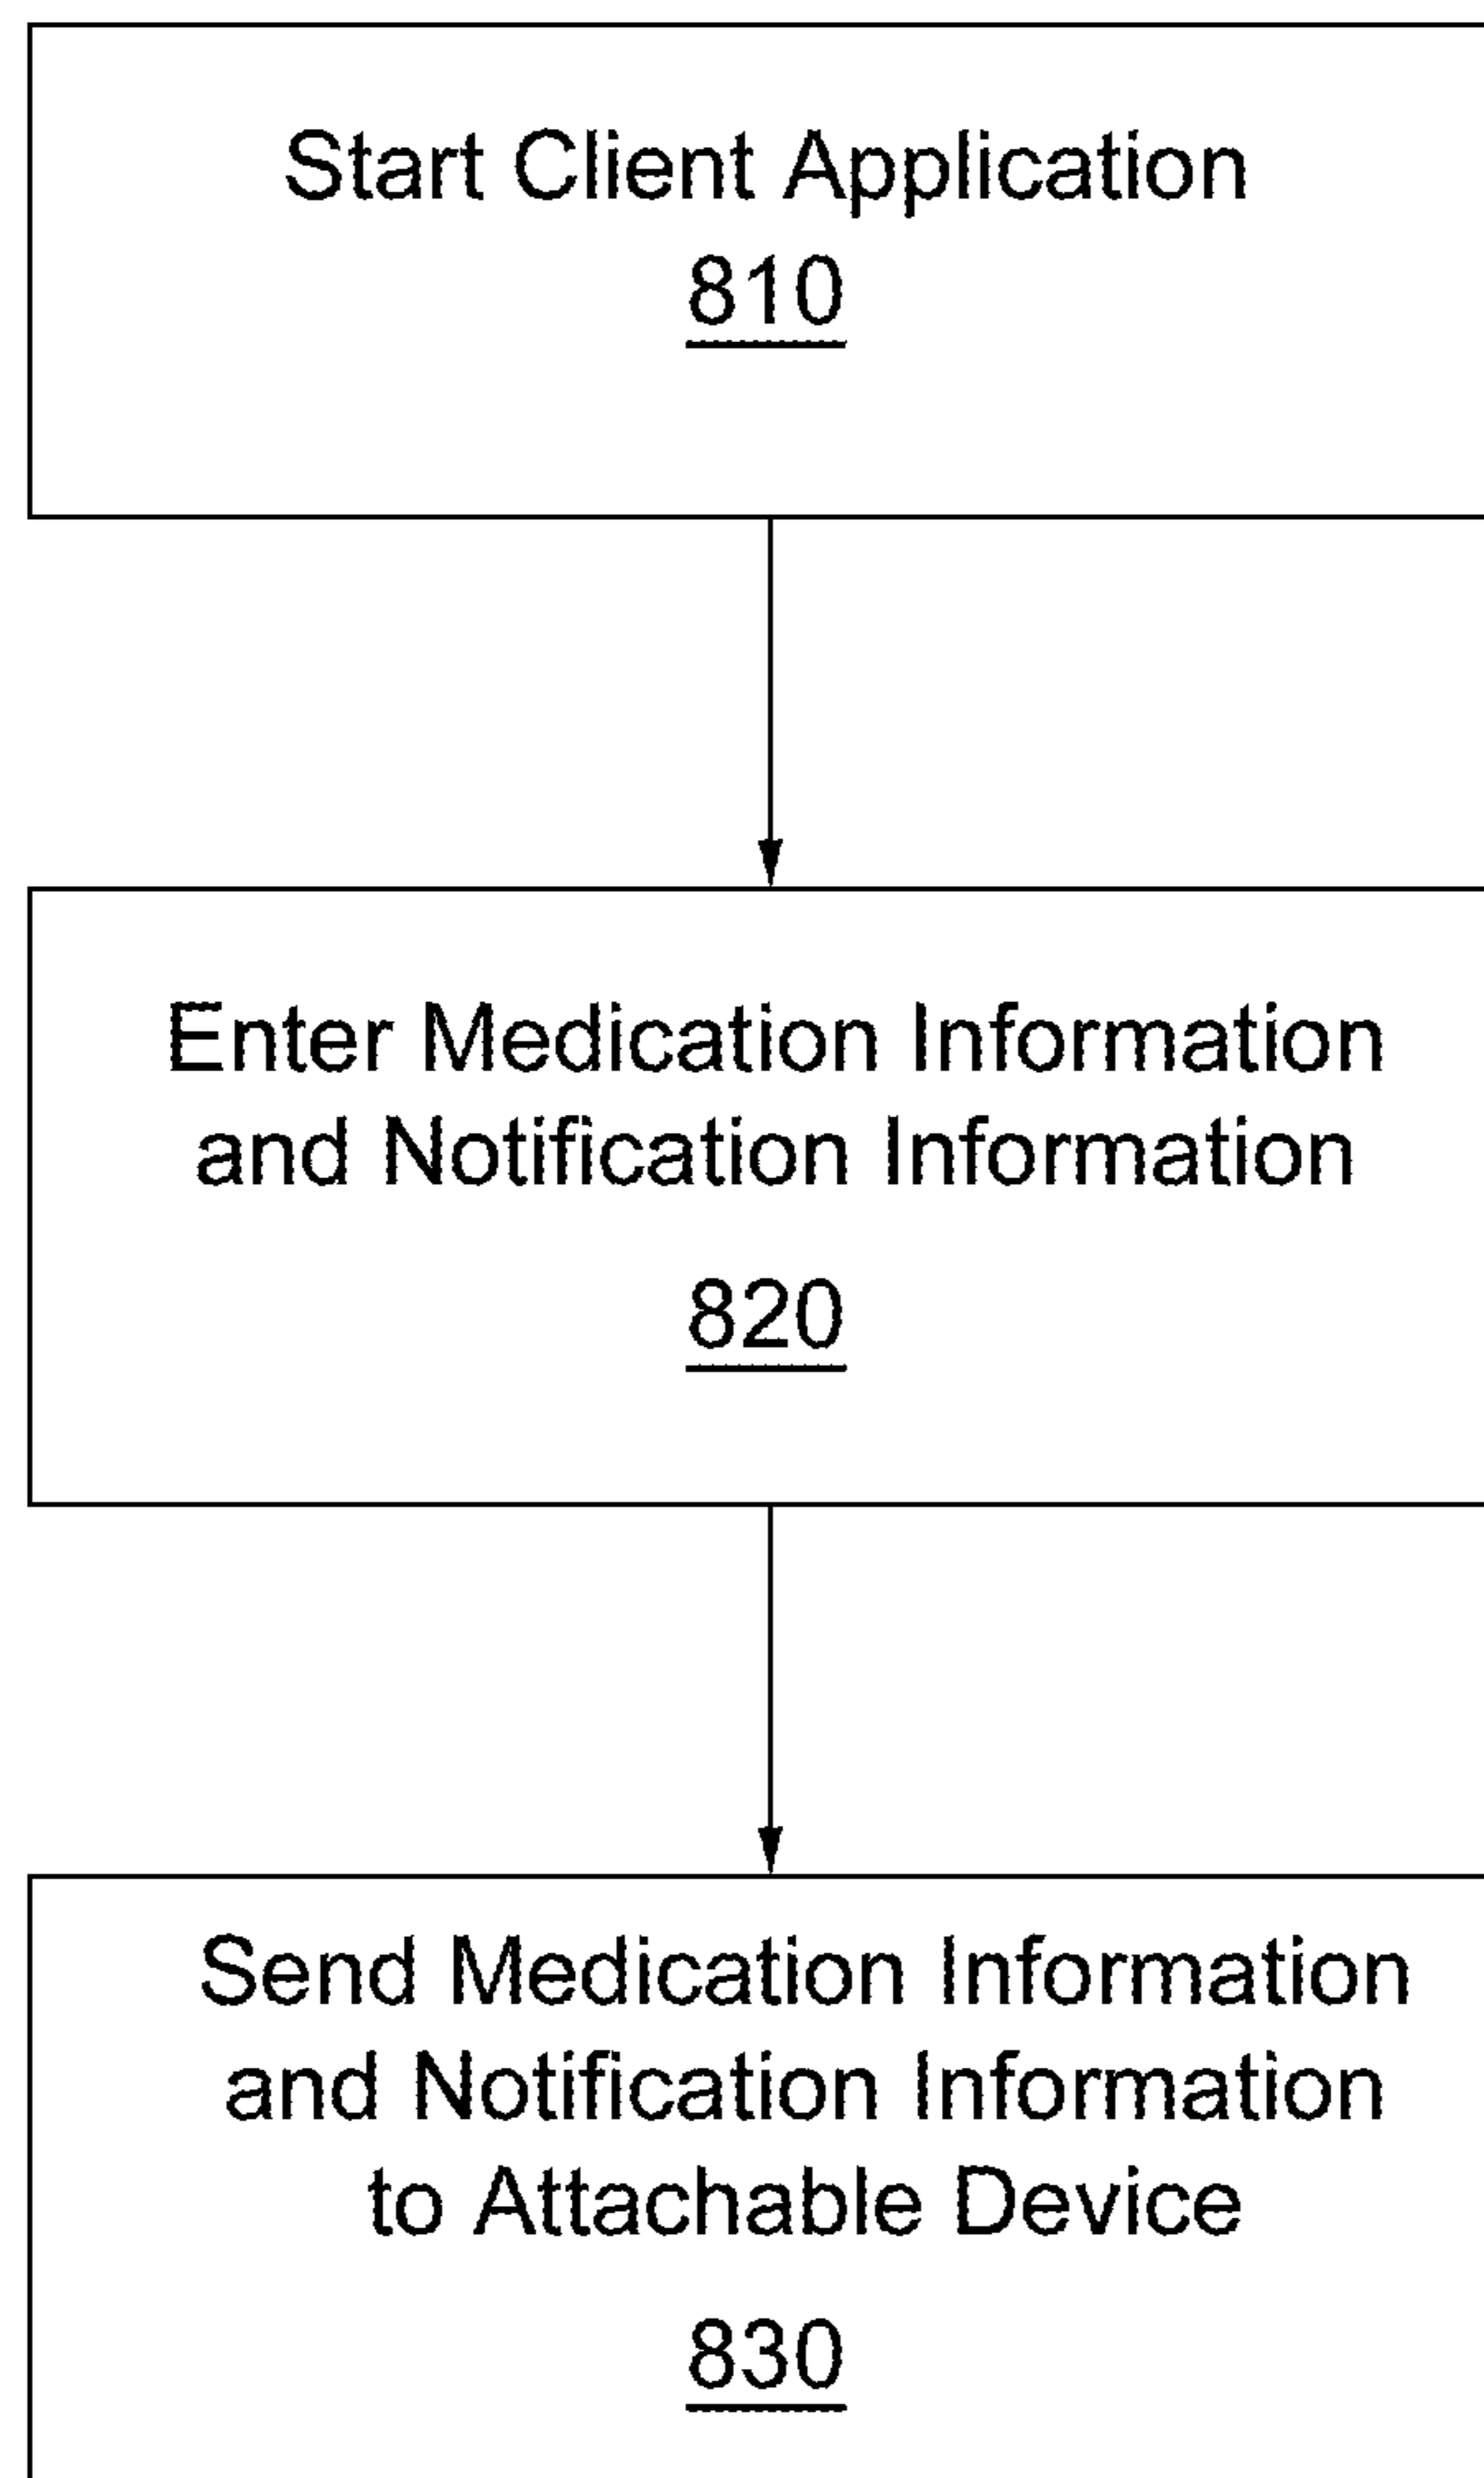 Start Client Application
810
Enter Medication Information
and Notification Information
820
Send Medication Information
and Notification Information
to Attachable Device
830